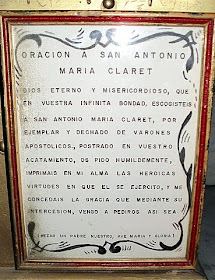 ORACION A SAN ANTONIO
MARIA CLARET
DIOS ETERNO Y MISERICORDIOSO, QUE
EN VUESTRA INFINITA BONDAD, ESCOGISTEIS
A SAN ANTONIO MARIA CLARET, POR
EJEMPLAR Y DECHADO DE VARONES
APOSTOLICOS, POSTRADO EN VUESTRO
ACATAMIENTO, OS PIDO HUMILDEMENTE,
IMPRIMAIS EN MI ALMA LAS HEROICAS
VIRTUDES EN QUE EL SE EJERCITO, Y ME
CONCEDAIS LA GRACIA QUE MEDIANTE SU
INTERCESION, VENGO A PEDIROS ASI SEA
REZAR UN PADRE NUESTRO, AVE MARIA Y GLORIA